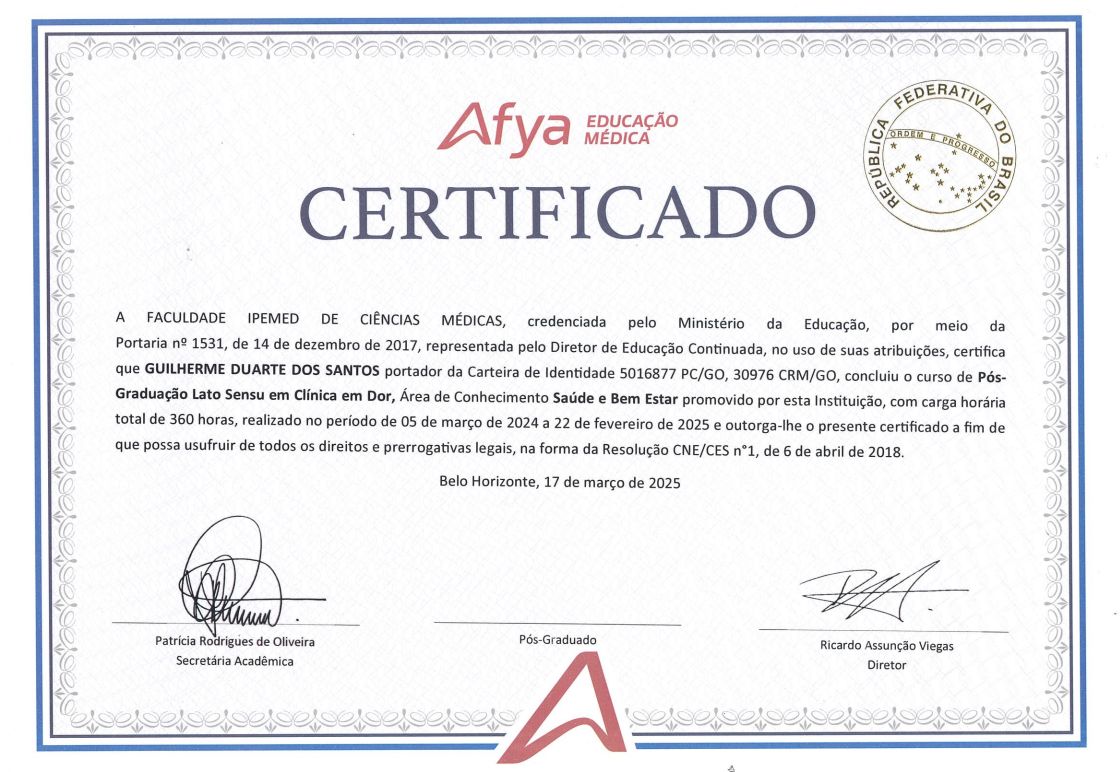 Afya EDUCAÇÃO
MÉDICA
REPÚBLICA FEDERATIVA DO BRASIL
ORDEM E PROGRESSO
CERTIFICADO
A FACULDADE IPEMED DE CIÊNCIAS MÉDICAS, credenciada pelo Ministério da Educação, por meio da
Portaria nº 1531, de 14 de dezembro de 2017, representada pelo Diretor de Educação Continuada, no uso de suas atribuições, certifica
que GUILHERME DUARTE DOS SANTOS portador da Carteira de Identidade 5016877 PC/GO, 30976 CRM/GO, concluiu o curso de Pós-
Graduação Lato Sensu em Clínica em Dor, Área de Conhecimento Saúde e Bem Estar promovido por esta Instituição, com carga horária
total de 360 horas, realizado no período de 05 de março de 2024 a 22 de fevereiro de 2025 e outorga-lhe o presente certificado a fim de
que possa usufruir de todos os direitos e prerrogativas legais, na forma da Resolução CNE/CES n°1, de 6 de abril de 2018.
Belo Horizonte, 17 de março de 2025
Patrícia Rodrigues de Oliveira
Secretária Acadêmica
Pós-Graduado
Ricardo Assunção Viegas
Diretor